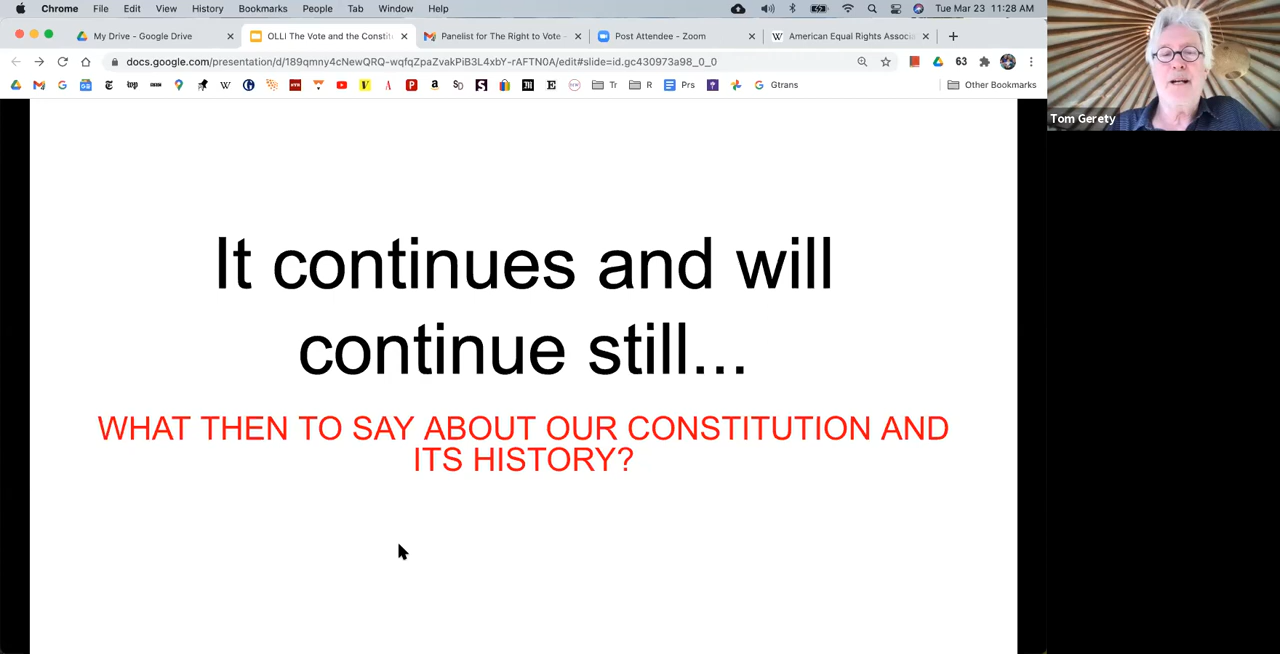 Chrome File Edit View History Bookmarks People Tab Window Help Tue Mar 23 11:28 AM
My Drive - Google Drive OLLI The Vote and the Constit Panelist for The Right to Vote - Post Attendee - Zoom American Equal Rights Associa
docs.google.com/presentation/d/189qmny4cNewQRQ-wqfqZpaZvakPiB3L4xbY-rAFTN0A/edit#slide=id.gc430973a98_0_0 63
Tr R Prs Gtrans Other Bookmarks
Tom Gerety
It continues and will
continue still...
WHAT THEN TO SAY ABOUT OUR CONSTITUTION AND
ITS HISTORY?